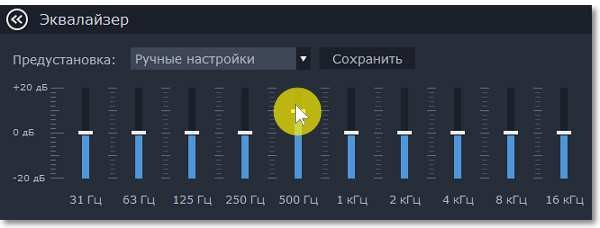 Эквалайзер
Предустановка: Ручные настройки Сохранить
+20 дБ
0 дБ
-20 дБ
31 Гц 63 Гц 125 Гц 250 Гц 500 Гц 1 кГц 2 кГц 4 кГц 8 кГц 16 кГц